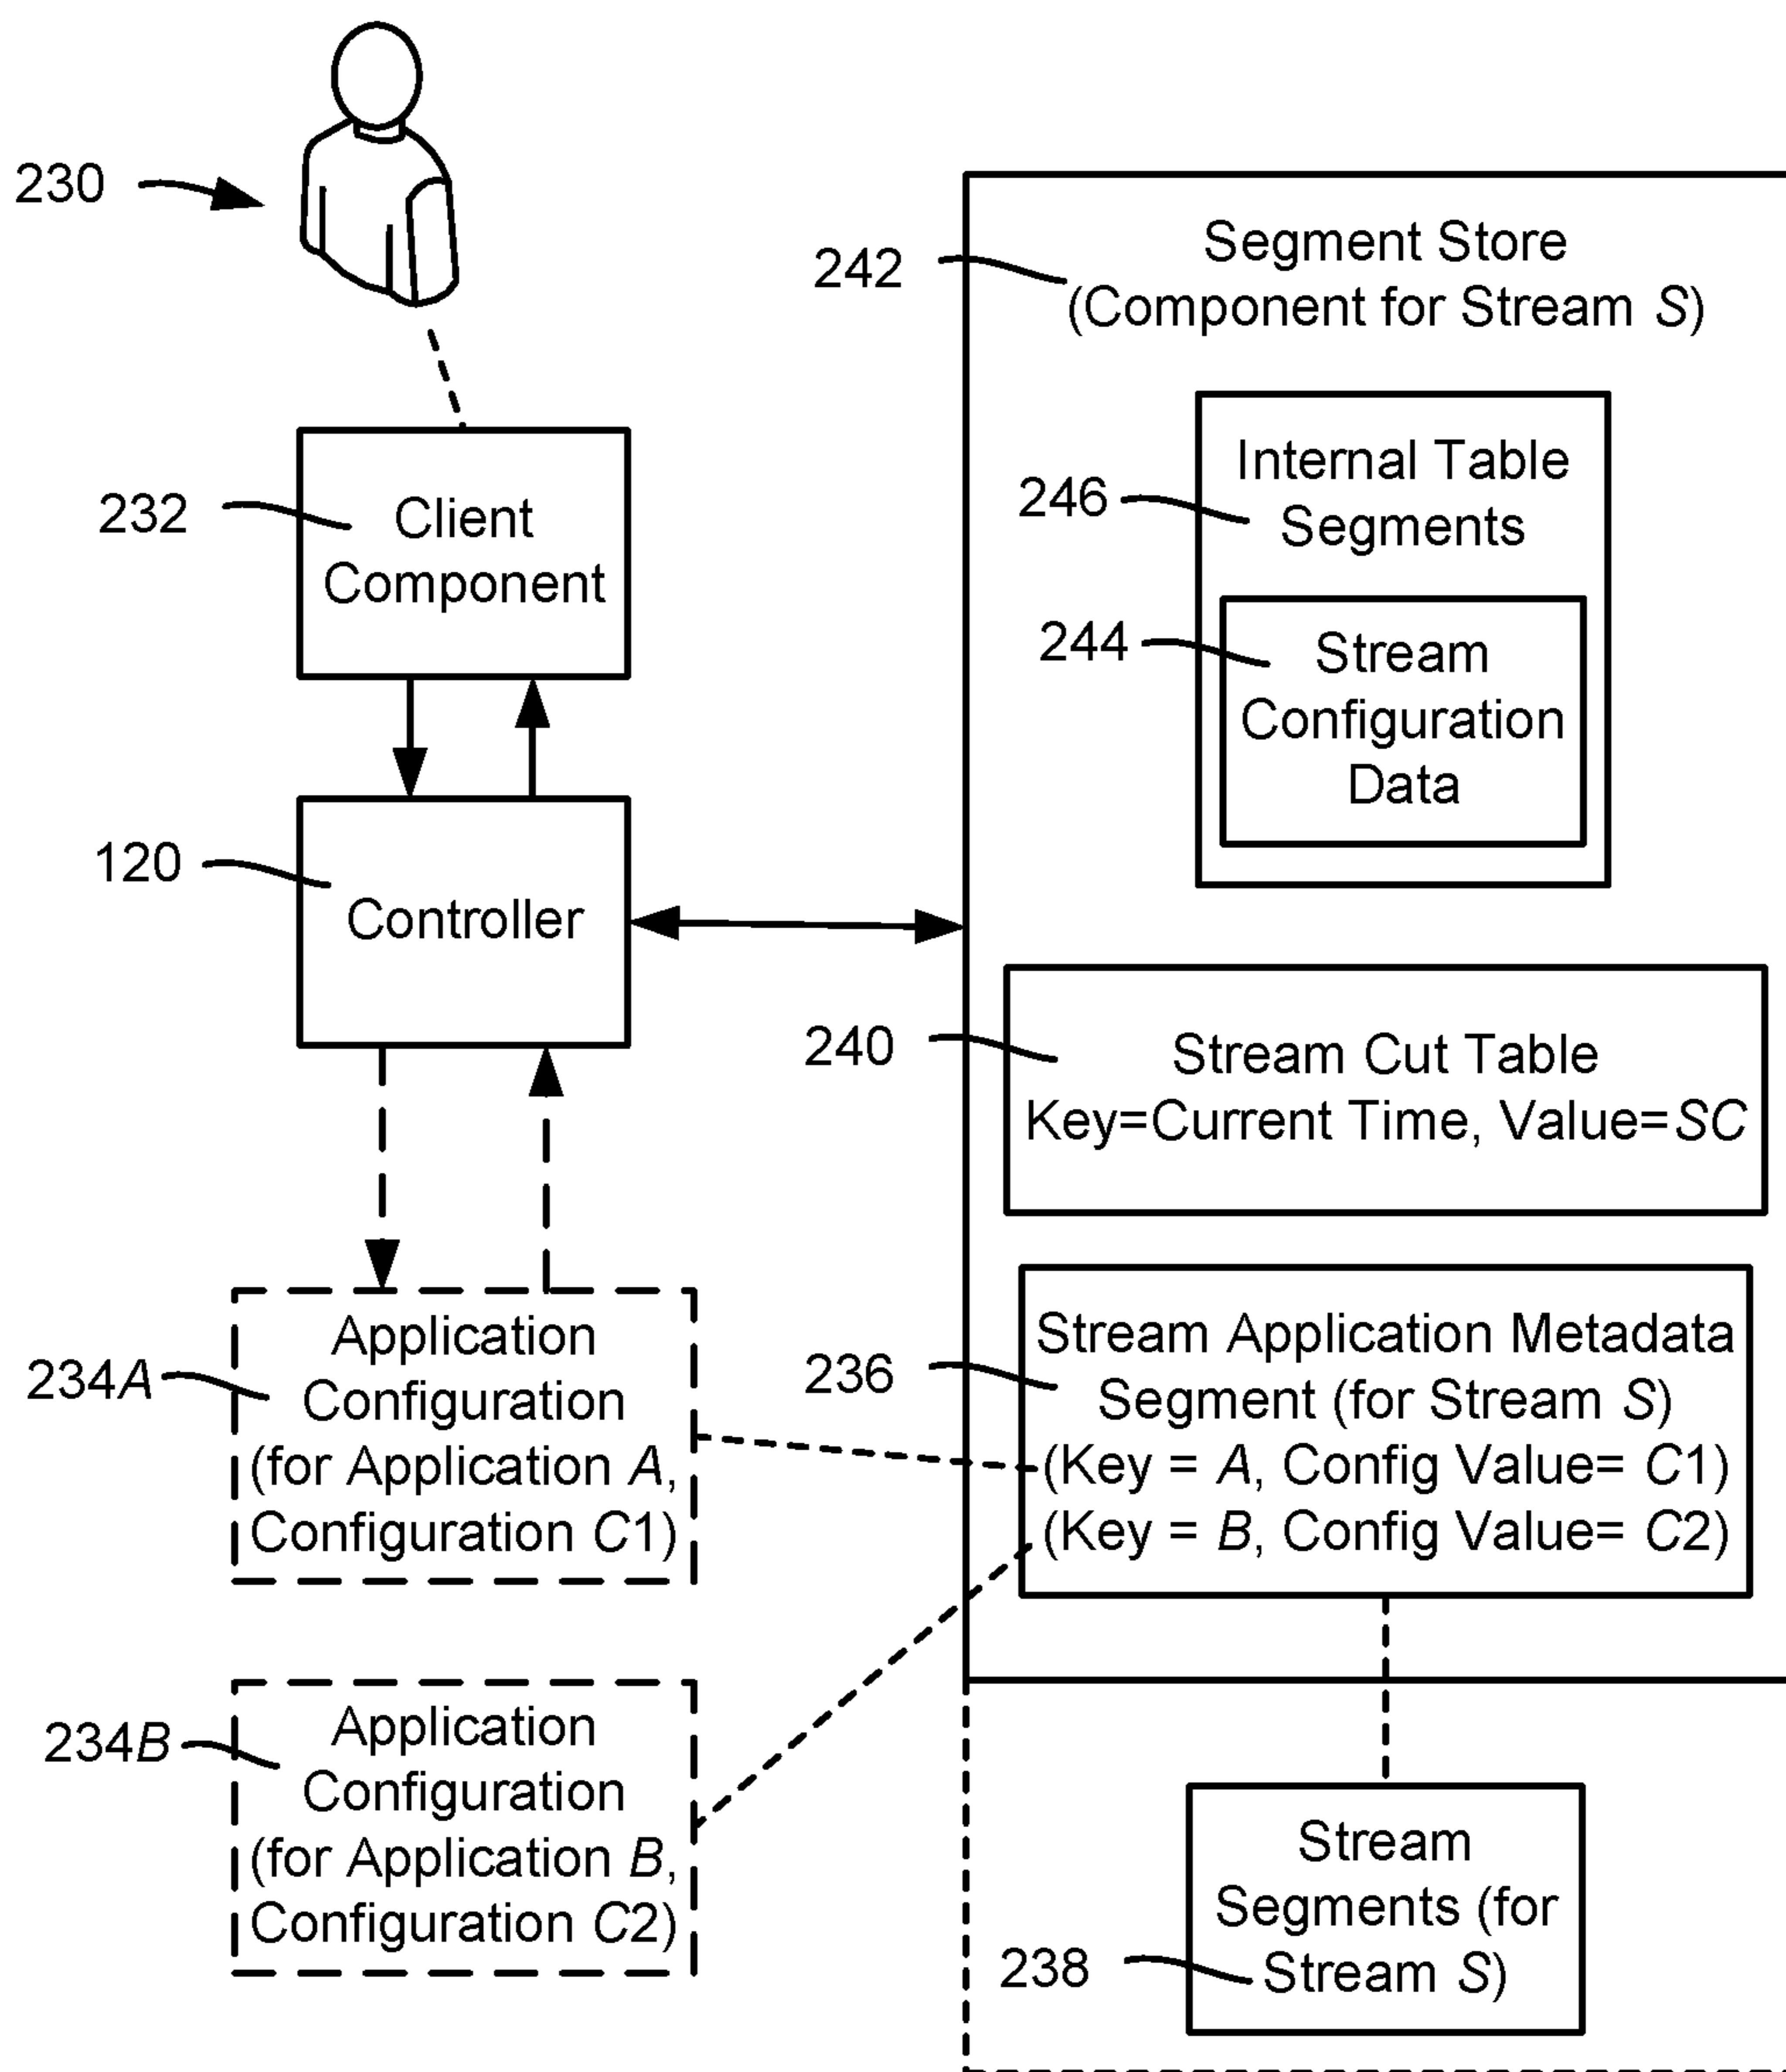 230
242
Segment Store
(Component for Stream S)
232
Client
Component
246
Internal Table
Segments
244
Stream
Configuration
Data
120
Controller
240
Stream Cut Table
Key=Current Time, Value=SC
234A
Application
Configuration
(for Application A,
Configuration C1)
236
Stream Application Metadata
Segment (for Stream S)
(Key = A, Config Value= C1)
(Key = B, Config Value= C2)
234B
Application
Configuration
(for Application B,
Configuration C2)
238
Stream
Segments (for
Stream S)